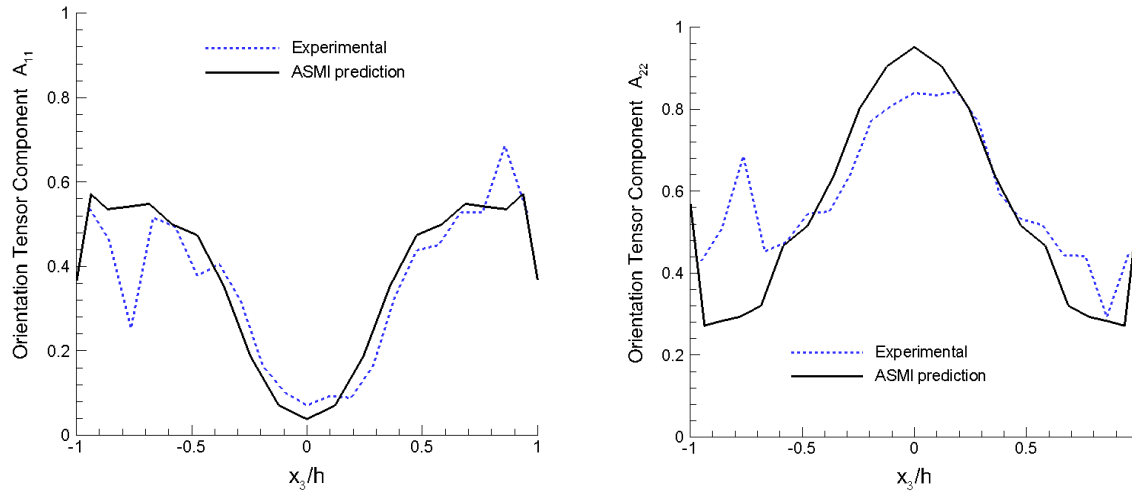 Orientation Tensor Component A11
1
0.8
0.6
0.4
0.2
0
Experimental
ASMI prediction
-1
-0.5
0
0.5
1
x3/h
Orientation Tensor Component A22
1
0.8
0.6
0.4
0.2
0
Experimental
ASMI prediction
-1
-0.5
0
0.5
x3/h